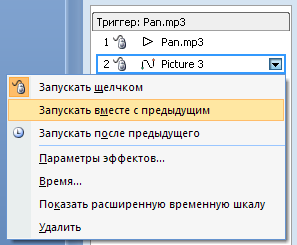 Триггер: Pan.mp3
1 Pan.mp3
2 Picture 3
Запускать щелчком
Запускать вместе с предыдущим
Запускать после предыдущего
Параметры эффектов...
Время...
Показать расширенную временную шкалу
Удалить